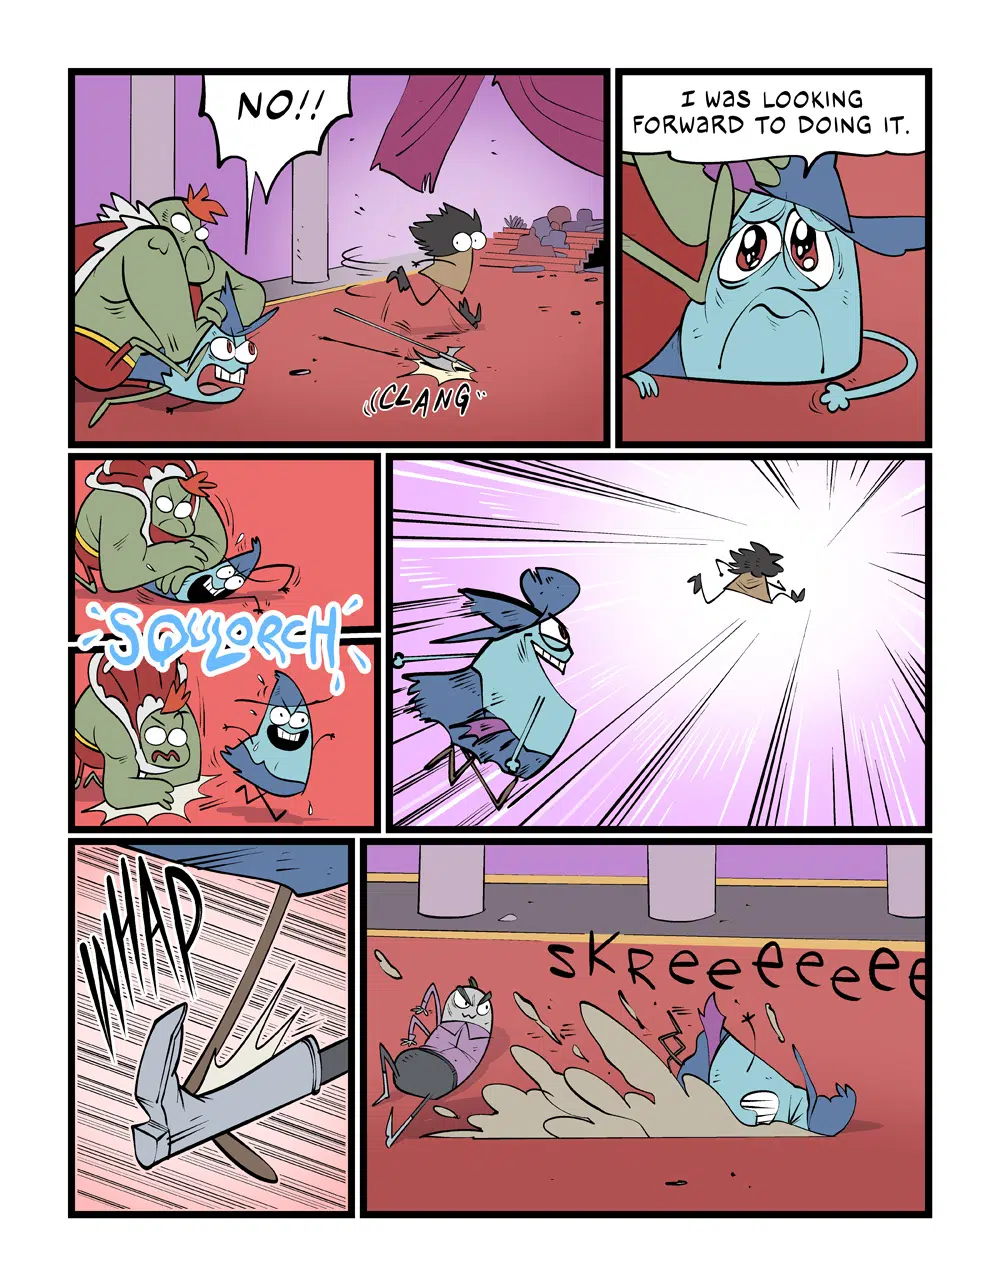 NO!!
CLANG
I WAS LOOKING
FORWARD TO DOING IT.
SQULORCH
WHAP
SKREEEEEEE